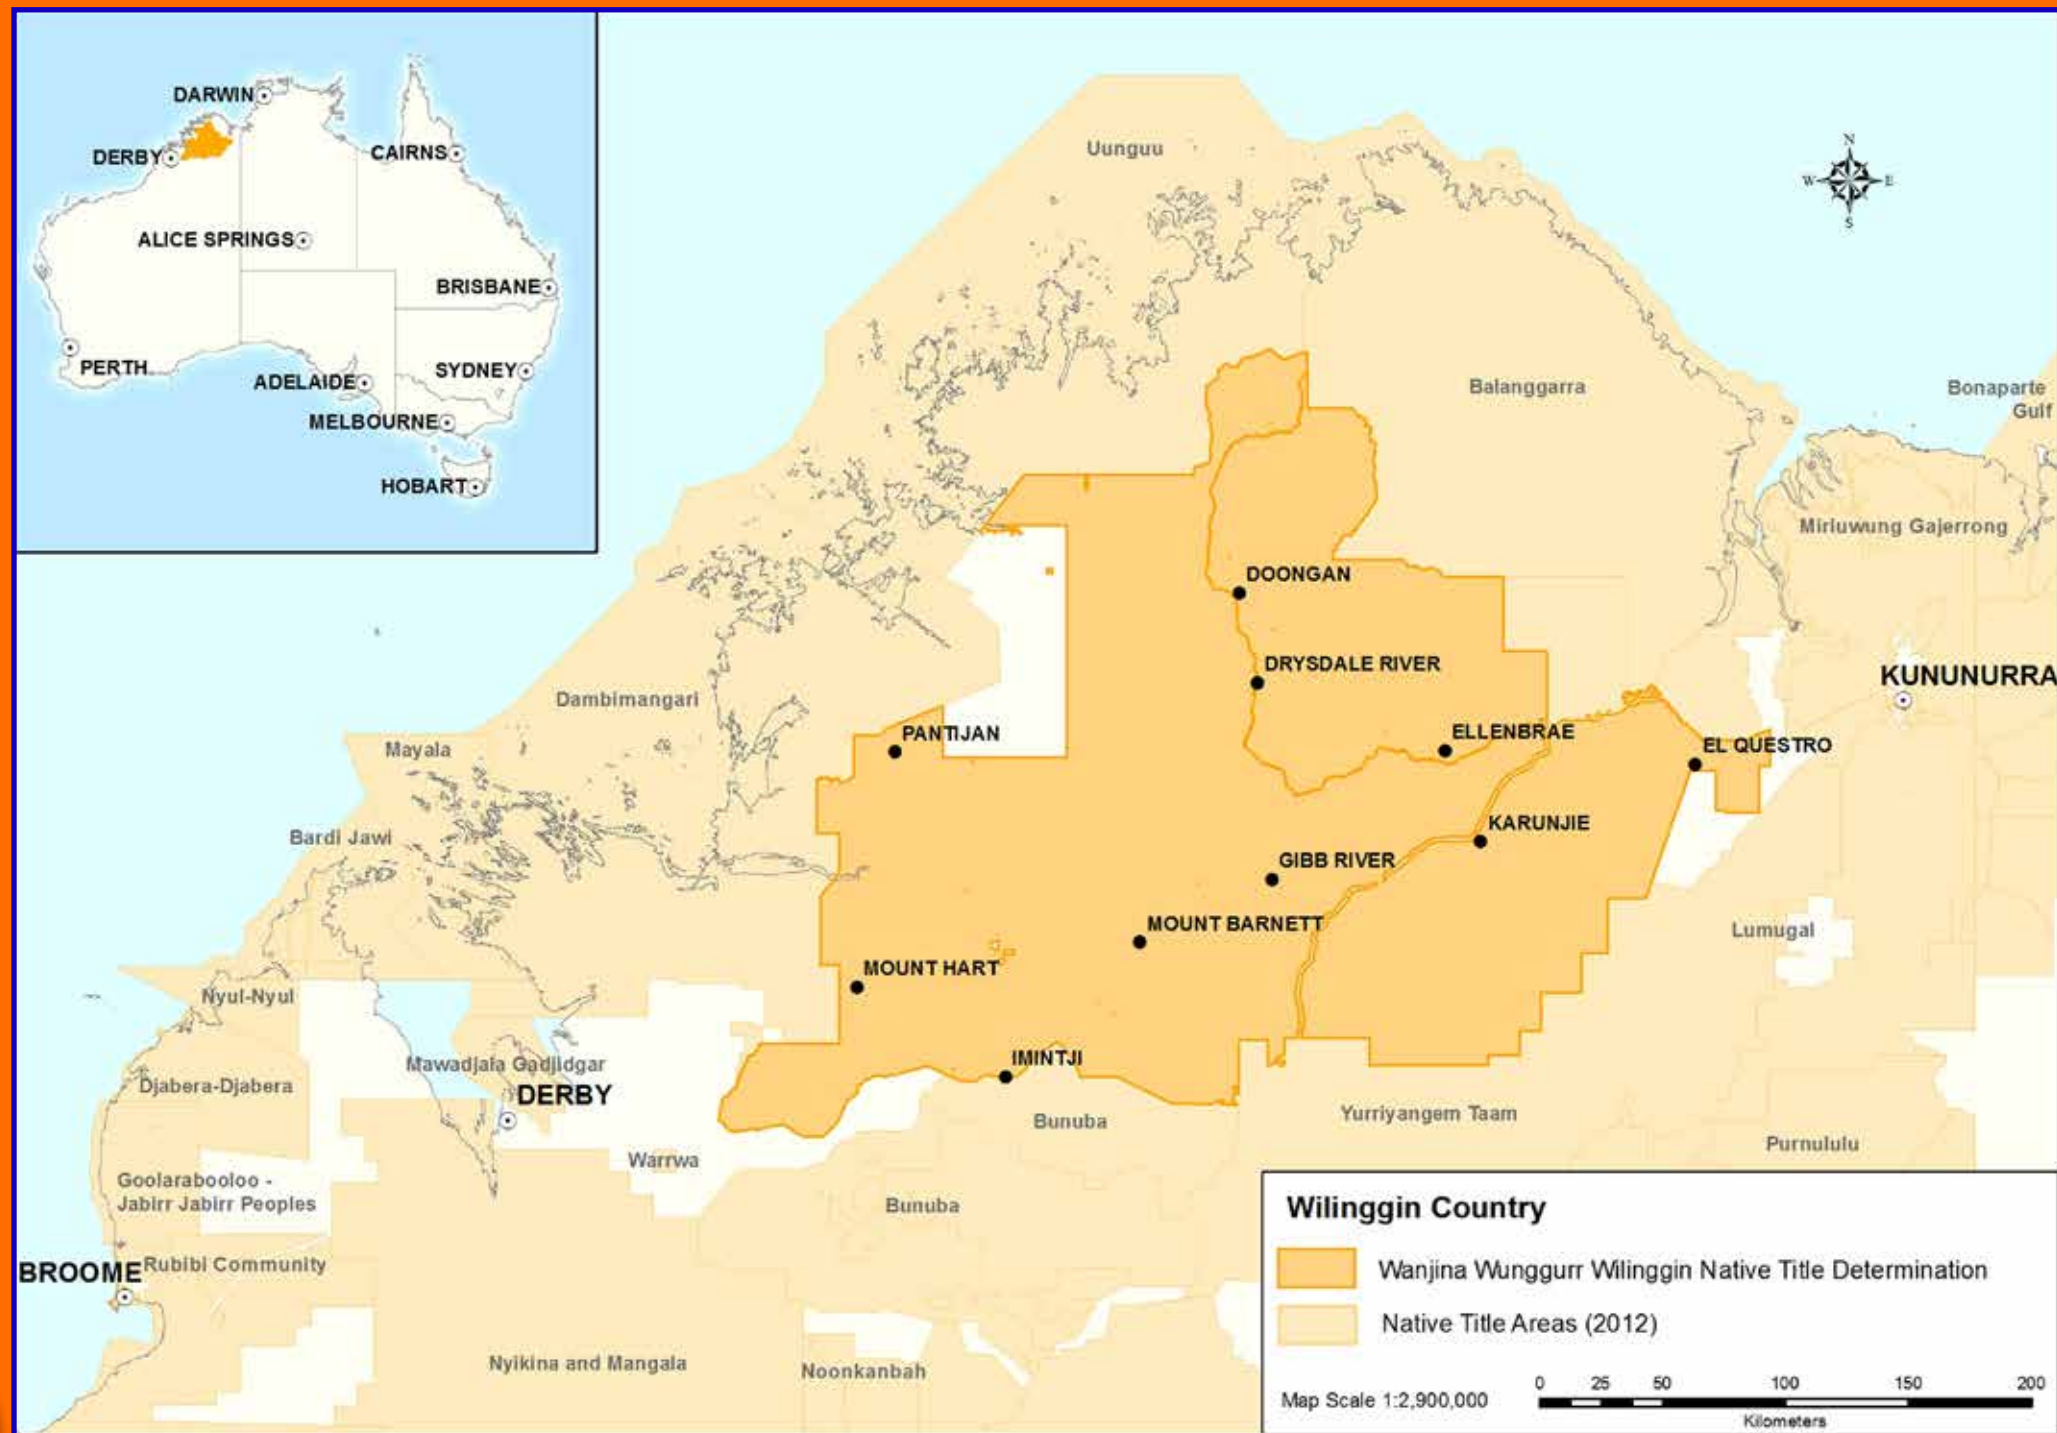 DARWIN
DERBY
CAIRNS
ALICE SPRINGS
BRISBANE
PERTH
ADELAIDE
SYDNEY
MELBOURNE
HOBART
Uunguu
N
W
E
S
Balanggarra
Bonaparte
Gulf
Miriuwung Gajerrong
DOONGAN
DRYSDALE RIVER
KUNUNURRA
Dambimangari
PANTIJAN
ELLENBRAE
EL QUESTRO
Mayala
Bardi Jawi
KARUNJIE
GIBB RIVER
MOUNT BARNETT
Lumugal
MOUNT HART
Nyul-Nyul
Mawadjala Gadjidgar
IMINTJI
Djabera-Djabera
DERBY
Bunuba
Yurriyangem Taam
Purnululu
Warrwa
Goolarabooloo -
Jabirr Jabirr Peoples
Bunuba
BROOME
Rubibi Community
Nyikina and Mangala
Noonkanbah
Wilinggin Country
Wanjina Wunggurr Wilinggin Native Title Determination
Native Title Areas (2012)
Map Scale 1:2,900,000
0 25 50 100 150 200
Kilometers